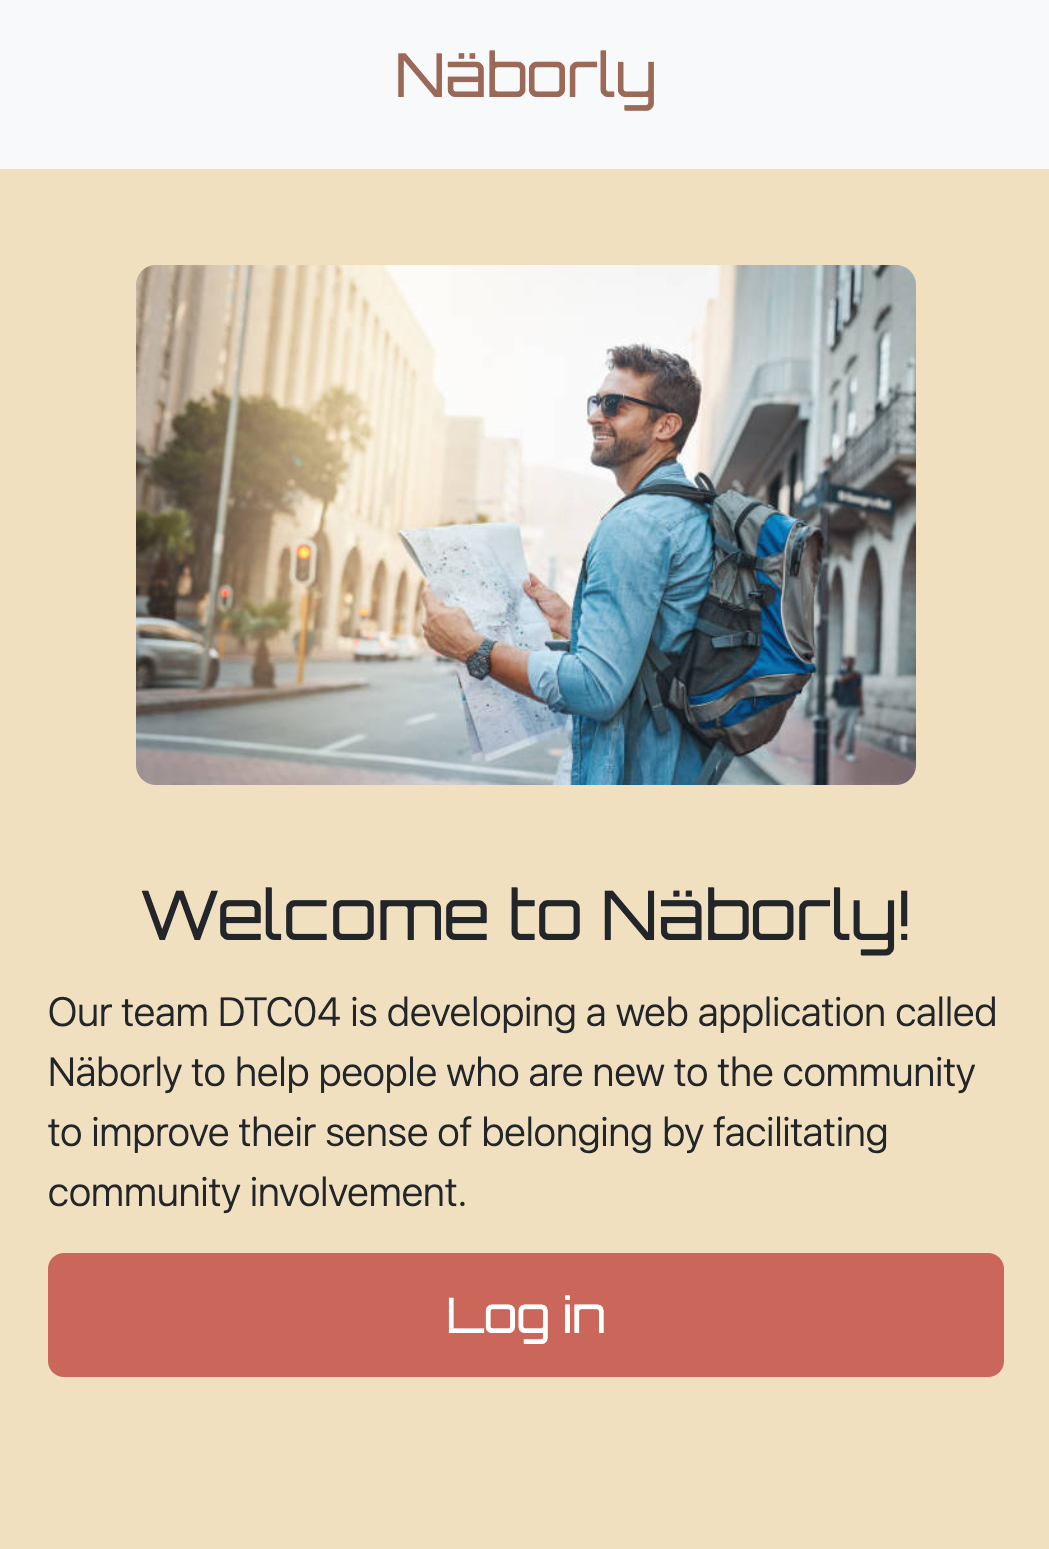 Näborly
Welcome to Näborly!
Our team DTC04 is developing a web application called
Näborly to help people who are new to the community
to improve their sense of belonging by facilitating
community involvement.
Log in